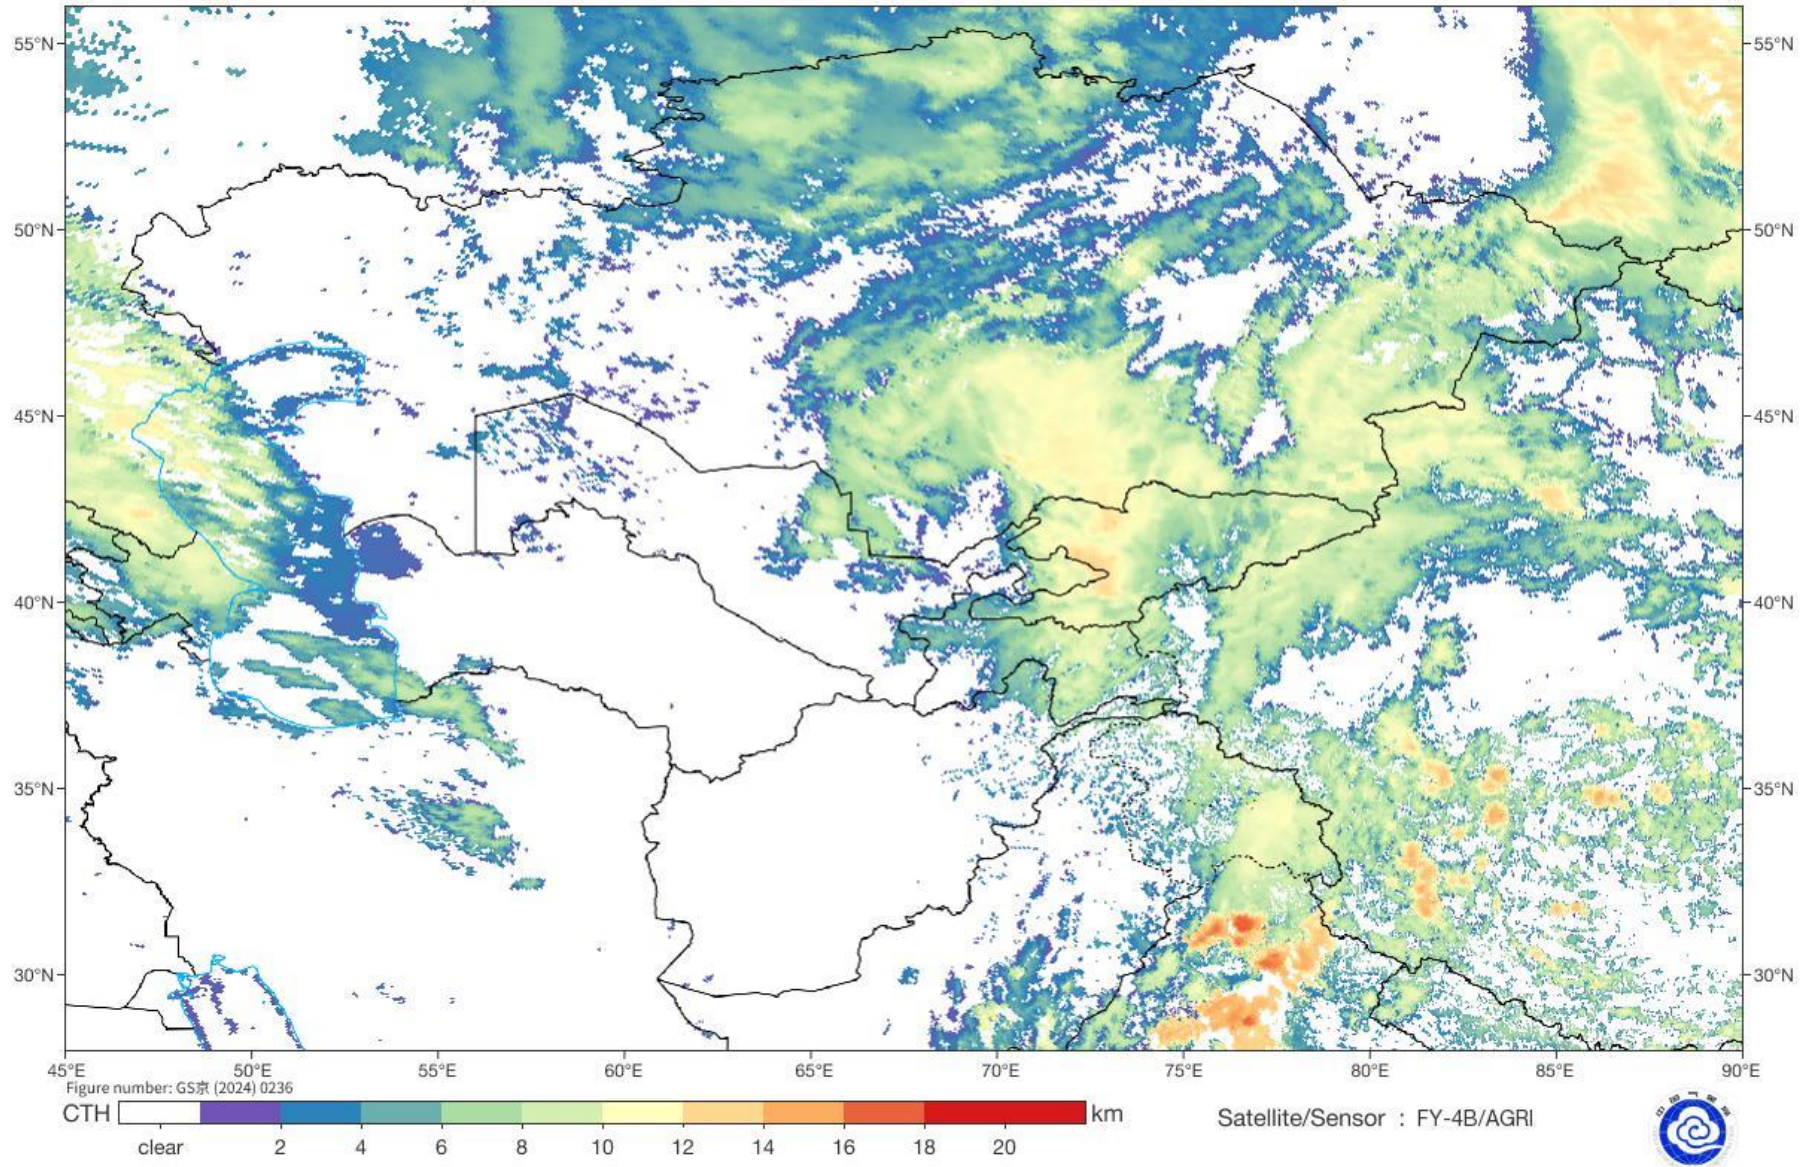 55°N
55°N
50°N
50°N
45°N
45°N
40°N
40°N
35°N
35°N
30°N
30°N
45°E
50°E
55°E
60°E
65°E
70°E
75°E
80°E
85°E
90°E
Figure number: GS京 (2024) 0236
CTH
km
clear
2
4
6
8
10
12
14
16
18
20
Satellite/Sensor : FY-4B/AGRI